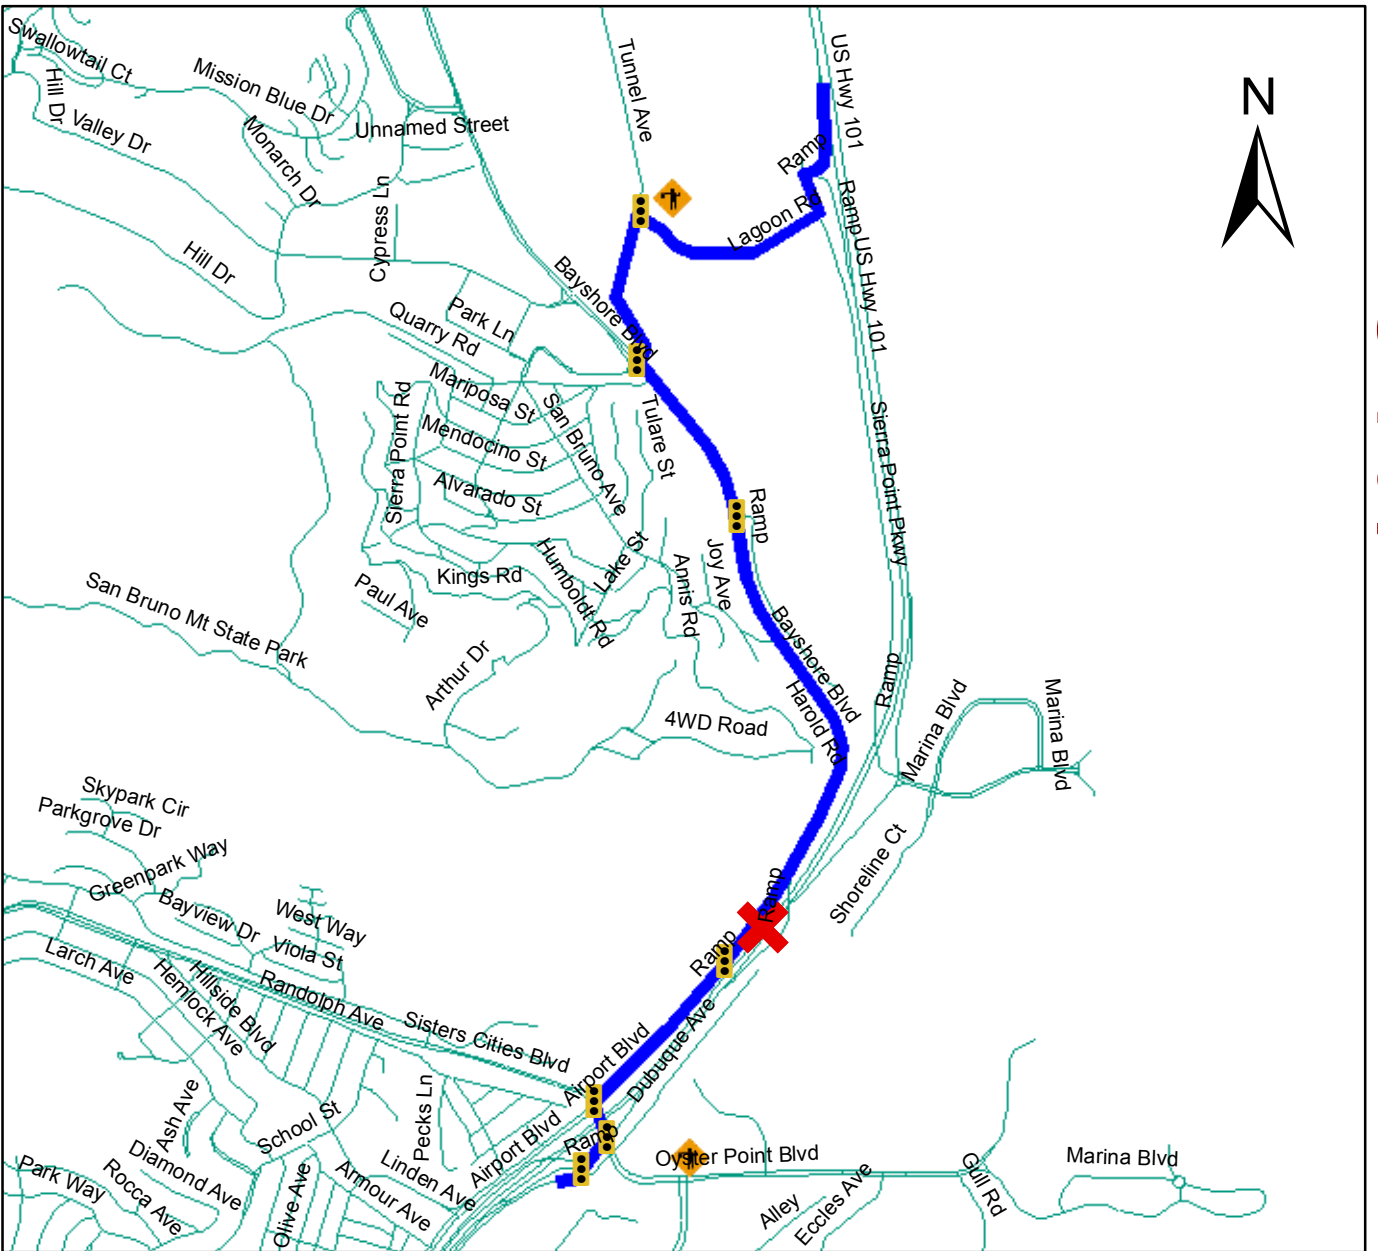 Swallowtail Ct
Mission Blue Dr
Hill Dr
Valley Dr
Monarch Dr
Unnamed Street
Tunnel Ave
US Hwy 101
N
Ramp
Ramp
Lagoon Rd
Cypress Ln
Hill Dr
US Hwy 101
Bayshore Blvd
Park Ln
Quarry Rd
Mariposa St
Sierra Point Rd
San Bruno Ave
Tulare St
Mendocino St
Sierra Point Pkwy
Alvarado St
Ramp
Humboldt Rd
Lake St
Joy Ave
Annis Rd
Kings Rd
Paul Ave
San Bruno Mt State Park
Bayshore Blvd
Arthur Dr
Ramp
Harold Rd
Marina Blvd
Marina Blvd
4WD Road
Skypark Cir
Parkgrove Dr
Shoreline Ct
Greenpark Way
Ramp
Bayview Dr
West Way
Viola St
Ramp
Larch Ave
Hemlock Ave
Hillside Blvd
Randolph Ave
Sisters Cities Blvd
Airport Blvd
Dubuque Ave
Ash Ave
School St
Pecks Ln
Airport Blvd
Ramp
Oyster Point Blvd
Marina Blvd
Park Way
Rocca Ave
Diamond Ave
Olive Ave
Armour Ave
Linden Ave
Alley
Eccles Ave
Gull Rd